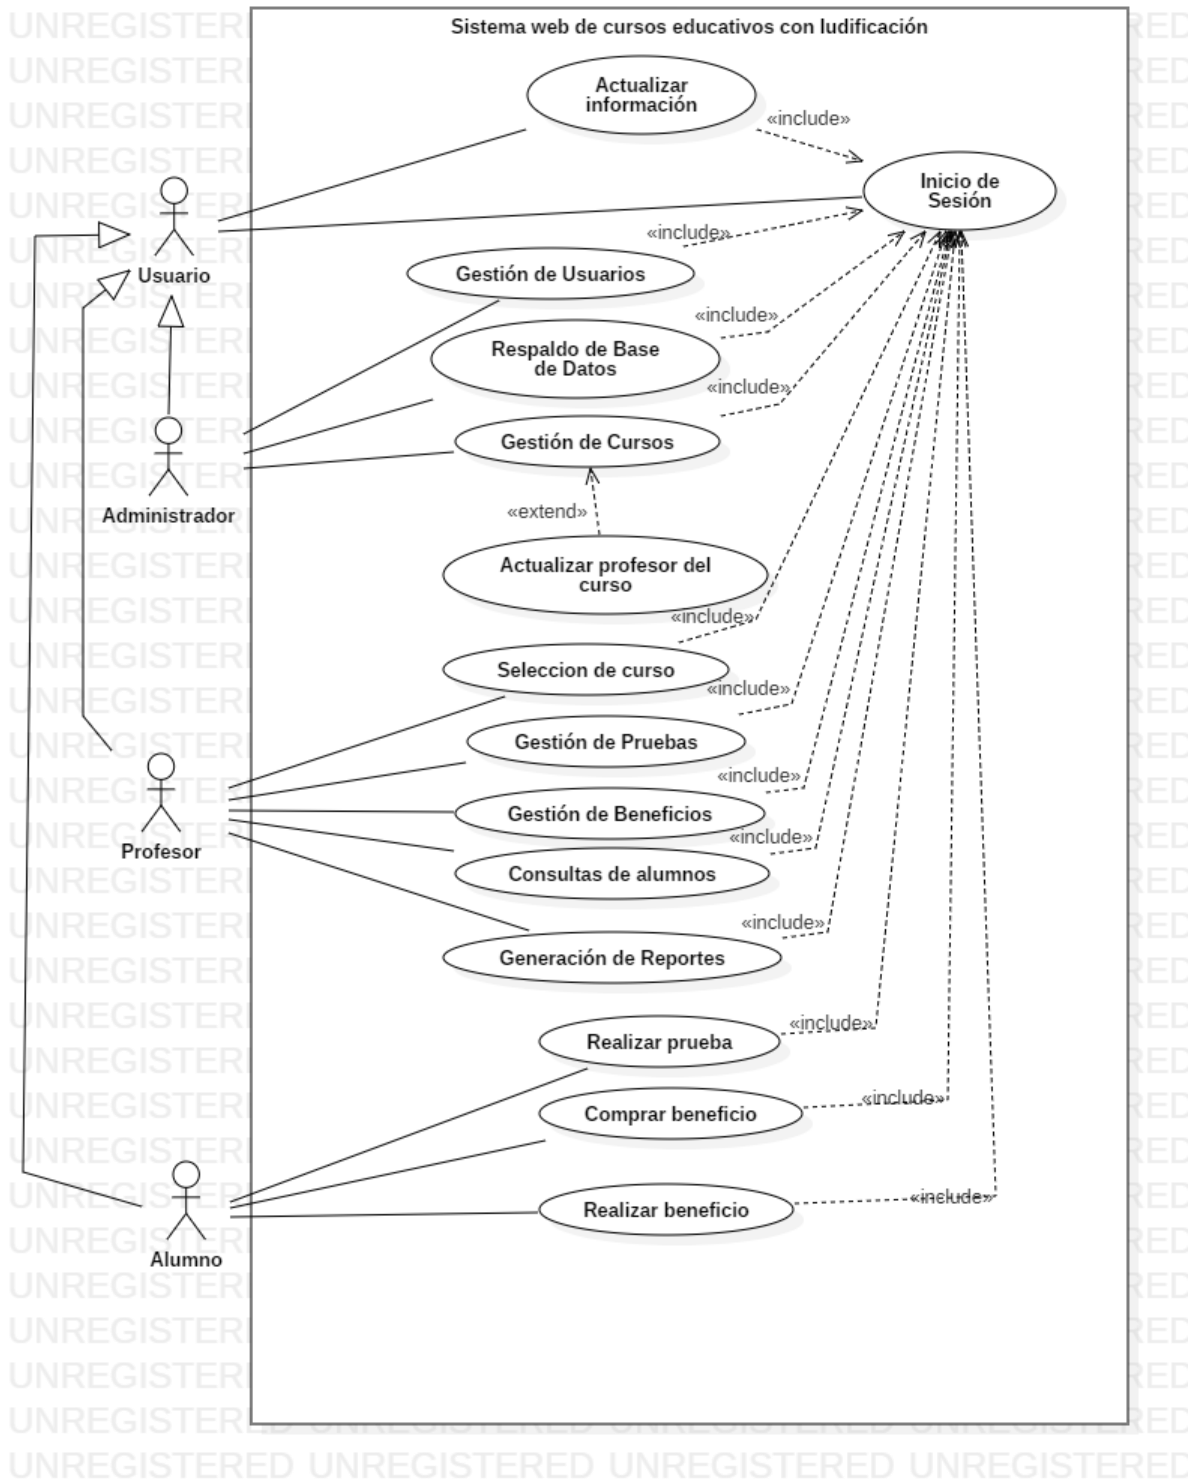 Sistema web de cursos educativos con ludificación
Actualizar
información
«include»
Inicio de
Sesión
«include»
Usuario
Gestión de Usuarios
«include»
Respaldo de Base
de Datos
«include»
Gestión de Cursos
Administrador
«extend»
Actualizar profesor del
curso
«include»
Seleccion de curso
«include»
Gestión de Pruebas
«include»
Gestión de Beneficios
«include»
Profesor
Consultas de alumnos
«include»
Generación de Reportes
«include»
Realizar prueba
«include»
Comprar beneficio
«include»
Realizar beneficio
Alumno
UNREGISTERED UNREGISTERED UNREGISTERED UNREGISTERED